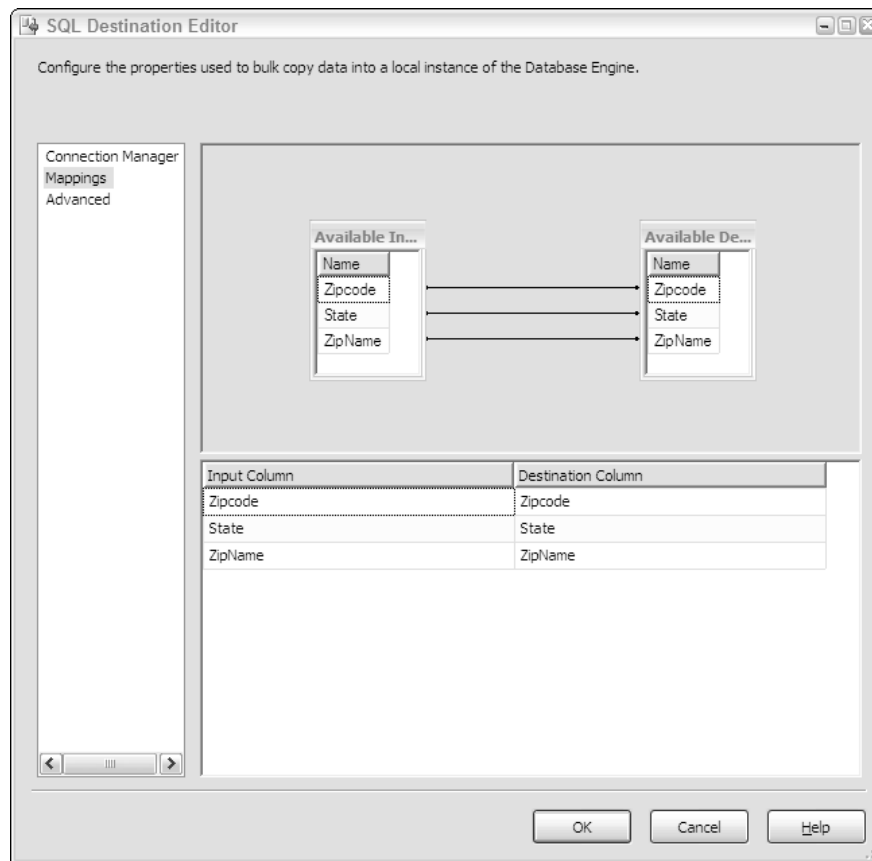 SQL Destination Editor
Configure the properties used to bulk copy data into a local instance of the Database Engine.
Connection Manager
Mappings
Advanced
Available In...
Name
Zipcode
State
ZipName
Available De...
Name
Zipcode
State
ZipName
Input Column Destination Column
Zipcode Zipcode
State State
ZipName ZipName
OK Cancel Help